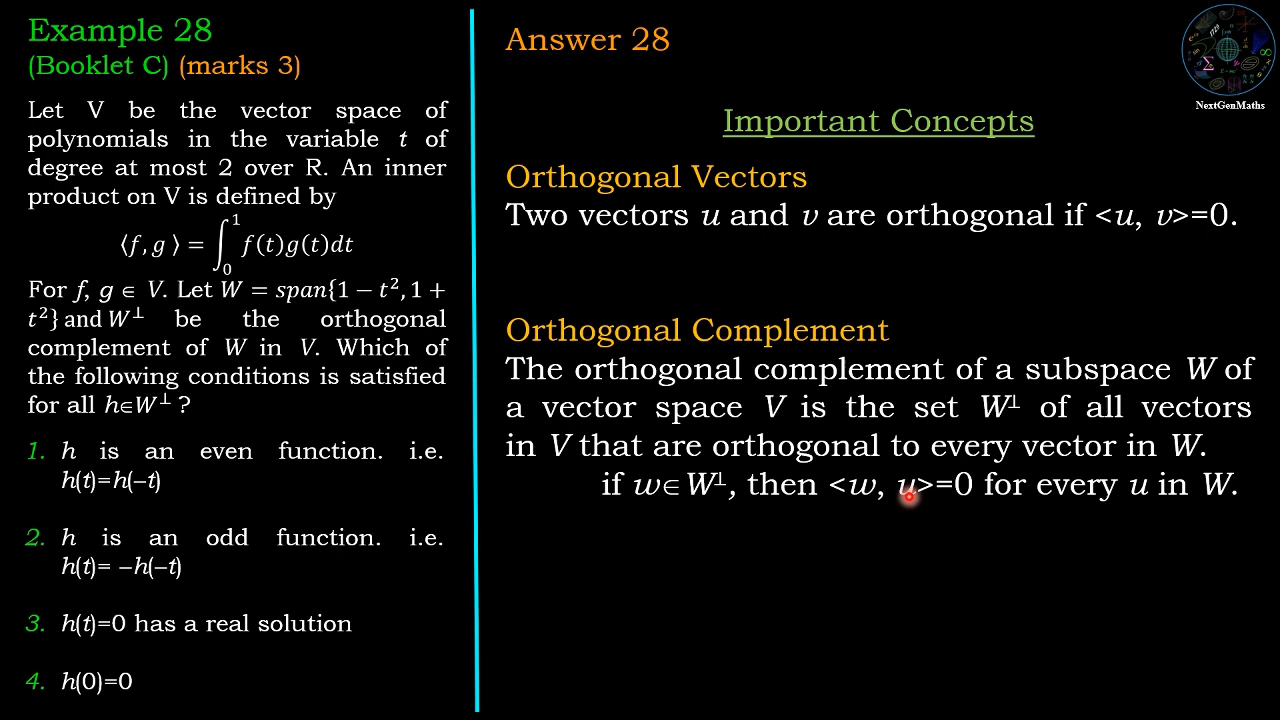 Example 28
(Booklet C) (marks 3)
Let V be the vector space of
polynomials in the variable t of
degree at most 2 over R. An inner
product on V is defined by
⟨f, g⟩ = ∫₀¹ f(t)g(t)dt
For f, g ∈ V. Let W = span{1 − t², 1 +
t²} and W⊥ be the orthogonal
complement of W in V. Which of
the following conditions is satisfied
for all h∈W⊥ ?
1. h is an even function. i.e.
h(t)=h(−t)
2. h is an odd function. i.e.
h(t)= −h(−t)
3. h(t)=0 has a real solution
4. h(0)=0
Answer 28
Important Concepts
Orthogonal Vectors
Two vectors u and v are orthogonal if <u, v>=0.
Orthogonal Complement
The orthogonal complement of a subspace W of
a vector space V is the set W⊥ of all vectors
in V that are orthogonal to every vector in W.
if w∈W⊥, then <w, u>=0 for every u in W.
NextGenMaths